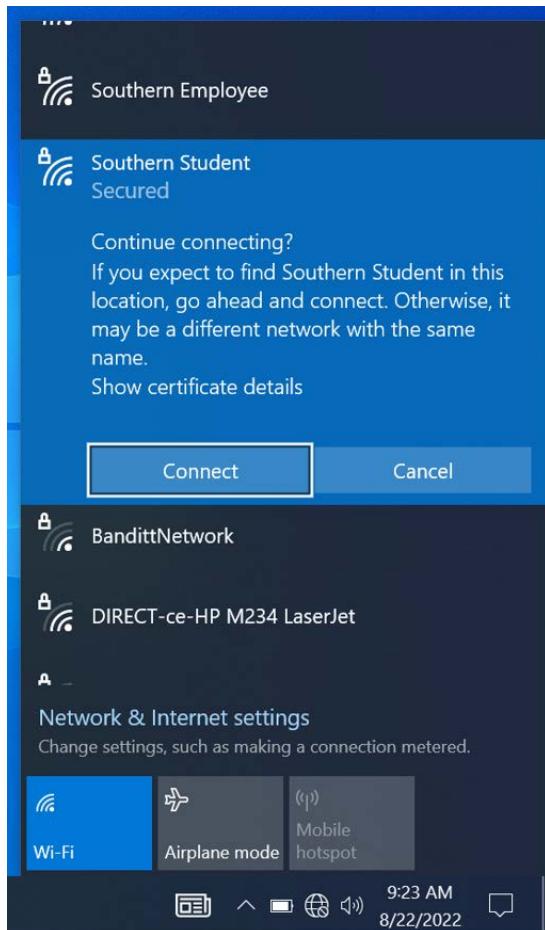 Southern Employee
Southern Student
Secured
Continue connecting?
If you expect to find Southern Student in this
location, go ahead and connect. Otherwise, it
may be a different network with the same
name.
Show certificate details
Connect
Cancel
BandittNetwork
DIRECT-ce-HP M234 LaserJet
Network & Internet settings
Change settings, such as making a connection metered.
Wi-Fi
Airplane mode
Mobile
hotspot
9:23 AM
8/22/2022